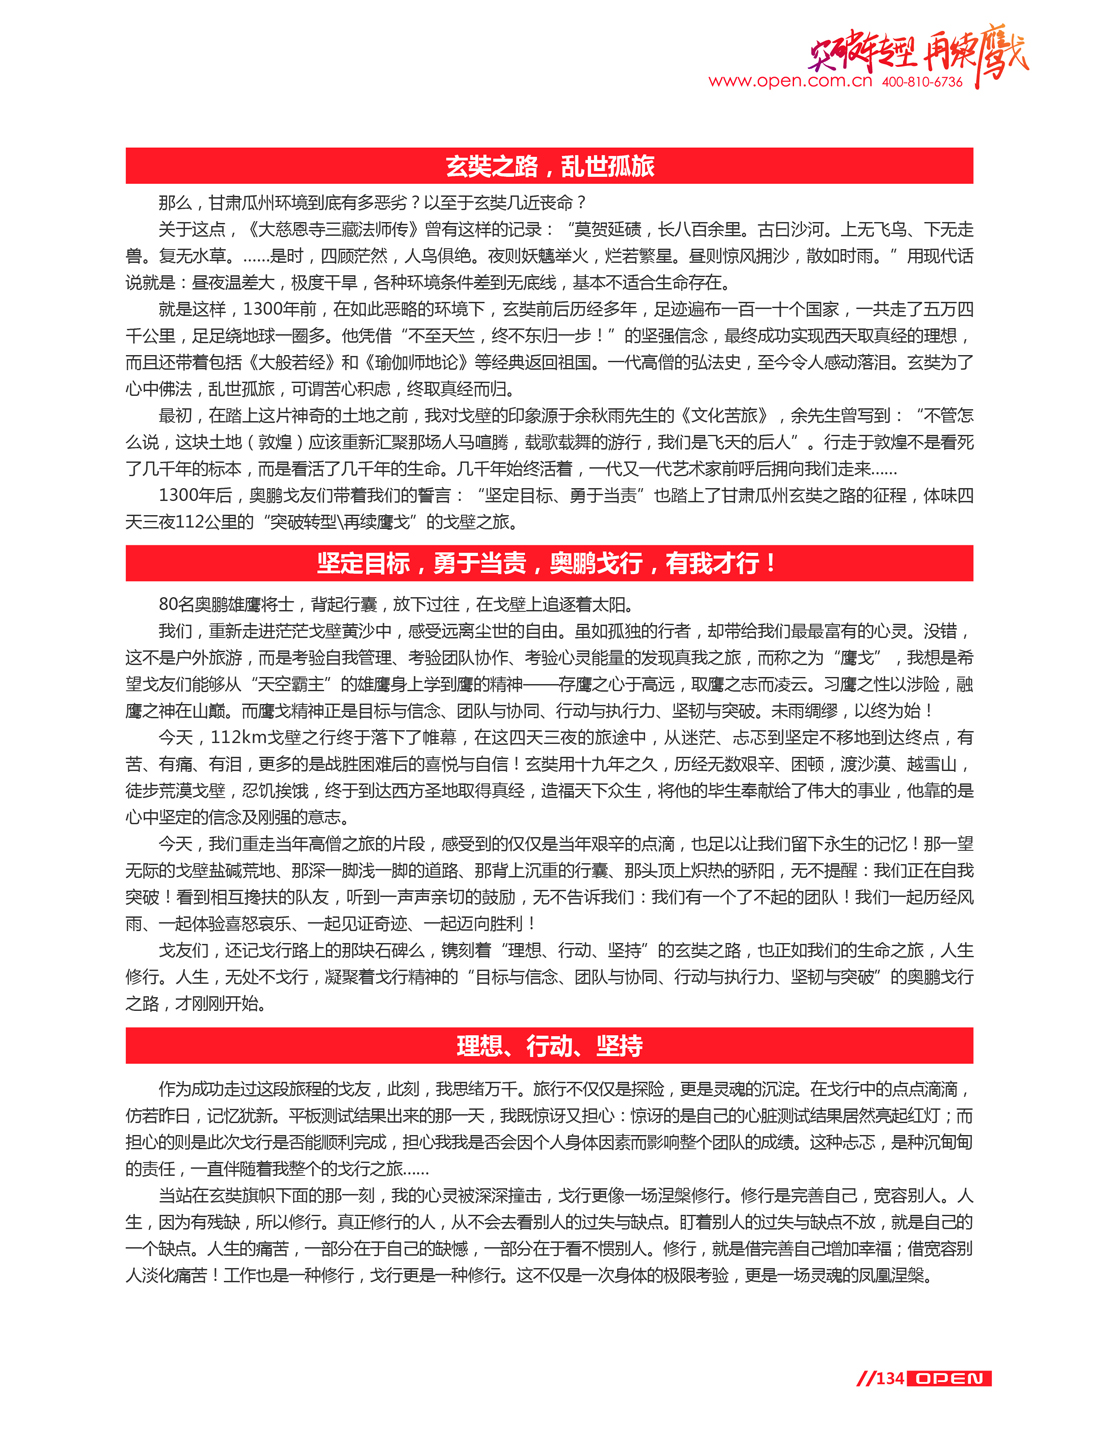 突破转型 再续鹰戈
www.open.com.cn 400-810-6736
玄奘之路，乱世孤旅
那么，甘肃瓜州环境到底有多恶劣？以至于玄奘几近丧命？
关于这点，《大慈恩寺三藏法师传》曾有这样的记录：“莫贺延碛，长八百余里。古曰沙河。上无飞鸟、下无走
兽。复无水草。……是时，四顾茫然，人鸟俱绝。夜则妖魑举火，烂若繁星。昼则惊风拥沙，散如时雨。”用现代话
说就是：昼夜温差大，极度干旱，各种环境条件差到无底线，基本不适合生命存在。
就是这样，1300年前，在如此恶略的环境下，玄奘前后历经多年，足迹遍布一百一十个国家，一共走了五万四
千公里，足足绕地球一圈多。他凭借“不至天竺，终不东归一步！”的坚强信念，最终成功实现西天取真经的理想，
而且还带着包括《大般若经》和《瑜伽师地论》等经典返回祖国。一代高僧的弘法史，至今令人感动落泪。玄奘为了
心中佛法，乱世孤旅，可谓苦心积虑，终取真经而归。
最初，在踏上这片神奇的土地之前，我对戈壁的印象源于余秋雨先生的《文化苦旅》，余先生曾写到：“不管怎
么说，这块土地（敦煌）应该重新汇聚那场人马喧腾，载歌载舞的游行，我们是飞天的后人”。行走于敦煌不是看死
了几千年的标本，而是看活了几千年的生命。几千年始终活着，一代又一代艺术家前呼后拥向我们走来……
1300年后，奥鹏戈友们带着我们的誓言：“坚定目标、勇于当责”也踏上了甘肃瓜州玄奘之路的征程，体味四
天三夜112公里的“突破转型\再续鹰戈”的戈壁之旅。
坚定目标，勇于当责，奥鹏戈行，有我才行！
80名奥鹏雄鹰将士，背起行囊，放下过往，在戈壁上追逐着太阳。
我们，重新走进茫茫戈壁黄沙中，感受远离尘世的自由。虽如孤独的行者，却带给我们最最富有的心灵。没错，
这不是户外旅游，而是考验自我管理、考验团队协作、考验心灵能量的发现真我之旅，而称之为“鹰戈”，我想是希
望戈友们能够从“天空霸主”的雄鹰身上学到鹰的精神——存鹰之心于高远，取鹰之志而凌云。习鹰之性以涉险，融
鹰之神在山巅。而鹰戈精神正是目标与信念、团队与协同、行动与执行力、坚韧与突破。未雨绸缪，以终为始！
今天，112km戈壁之行终于落下了帷幕，在这四天三夜的旅途中，从迷茫、忐忑到坚定不移地到达终点，有
苦、有痛、有泪，更多的是战胜困难后的喜悦与自信！玄奘用十九年之久，历经无数艰辛、困顿，渡沙漠、越雪山，
徒步荒漠戈壁，忍饥挨饿，终于到达西方圣地取得真经，造福天下众生，将他的毕生奉献给了伟大的事业，他靠的是
心中坚定的信念及刚强的意志。
今天，我们重走当年高僧之旅的片段，感受到的仅仅是当年艰辛的点滴，也足以让我们留下永生的记忆！那一望
无际的戈壁盐碱荒地、那深一脚浅一脚的道路、那背上沉重的行囊、那头顶上炽热的骄阳，无不提醒：我们正在自我
突破！看到相互搀扶的队友，听到一声声亲切的鼓励，无不告诉我们：我们有一个了不起的团队！我们一起历经风
雨、一起体验喜怒哀乐、一起见证奇迹、一起迈向胜利！
戈友们，还记戈行路上的那块石碑么，镌刻着“理想、行动、坚持”的玄奘之路，也正如我们的生命之旅，人生
修行。人生，无处不戈行，凝聚着戈行精神的“目标与信念、团队与协同、行动与执行力、坚韧与突破”的奥鹏戈行
之路，才刚刚开始。
理想、行动、坚持
作为成功走过这段旅程的戈友，此刻，我思绪万千。旅行不仅仅是探险，更是灵魂的沉淀。在戈行中的点点滴滴，
仿若昨日，记忆犹新。平板测试结果出来的那一天，我既惊讶又担心：惊讶的是自己的心脏测试结果居然亮起红灯；而
担心的则是此次戈行是否能顺利完成，担心我我是否会因个人身体因素而影响整个团队的成绩。这种忐忑，是种沉甸甸
的责任，一直伴随着我整个的戈行之旅……
当站在玄奘旗帜下面的那一刻，我的心灵被深深撞击，戈行更像一场涅槃修行。修行是完善自己，宽容别人。人
生，因为有残缺，所以修行。真正修行的人，从不会去看别人的过失与缺点。盯着别人的过失与缺点不放，就是自己的
一个缺点。人生的痛苦，一部分在于自己的缺憾，一部分在于看不惯别人。修行，就是借完善自己增加幸福；借宽容别
人淡化痛苦！工作也是一种修行，戈行更是一种修行。这不仅是一次身体的极限考验，更是一场灵魂的凤凰涅槃。
//134 OPEN